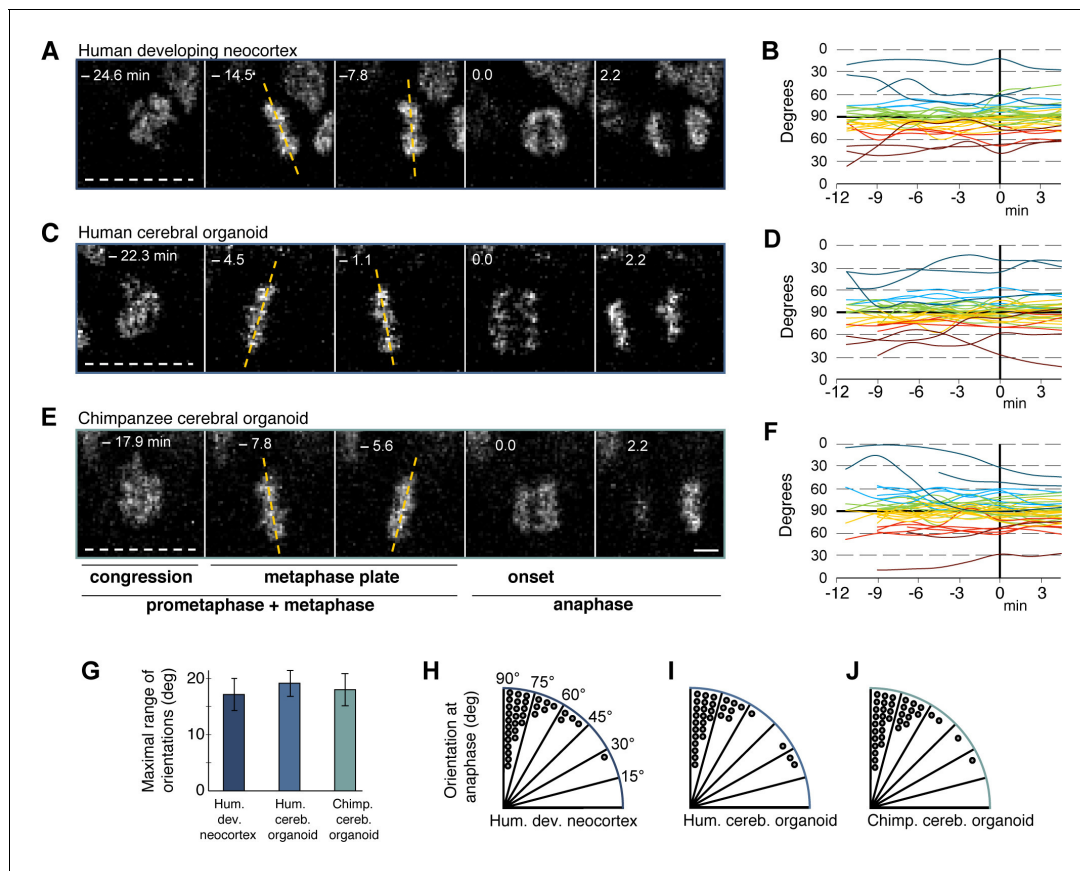 A Human developing neocortex
– 24.6 min –14.5 –7.8 0.0 2.2
B
Degrees
0
30
60
90
60
30
0
-12 -9 -6 -3 0 3
min
C Human cerebral organoid
– 22.3 min – 4.5 – 1.1 0.0 2.2
D
Degrees
0
30
60
90
60
30
0
-12 -9 -6 -3 0 3
min
E Chimpanzee cerebral organoid
– 17.9 min – 7.8 – 5.6 0.0 2.2
congression metaphase plate onset
prometaphase + metaphase anaphase
F
Degrees
0
30
60
90
60
30
0
-12 -9 -6 -3 0 3
min
G
Maximal range of
orientations (deg)
20
10
0
Hum. Hum. Chimp.
dev. cereb. cereb.
neocortex organoid organoid
H
Orientation at
anaphase (deg)
90° 75° 60° 45° 30° 15°
Hum. dev. neocortex
I
Hum. cereb. organoid
J
Chimp. cereb. organoid